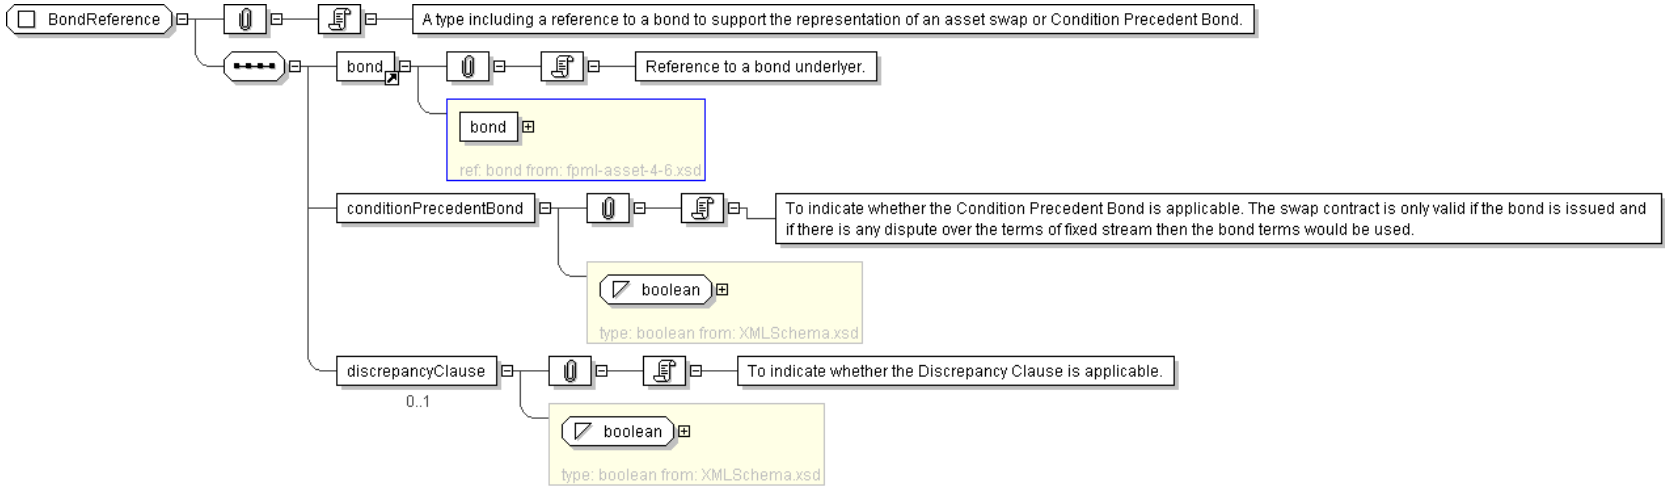 BondReference
A type including a reference to a bond to support the representation of an asset swap or Condition Precedent Bond.
bond
Reference to a bond underlyer.
bond
ref: bond from: fpml-asset-4-6.xsd
conditionPrecedentBond
To indicate whether the Condition Precedent Bond is applicable. The swap contract is only valid if the bond is issued and
if there is any dispute over the terms of fixed stream then the bond terms would be used.
boolean
type: boolean from: XMLSchema.xsd
discrepancyClause
To indicate whether the Discrepancy Clause is applicable.
0..1
boolean
type: boolean from: XMLSchema.xsd